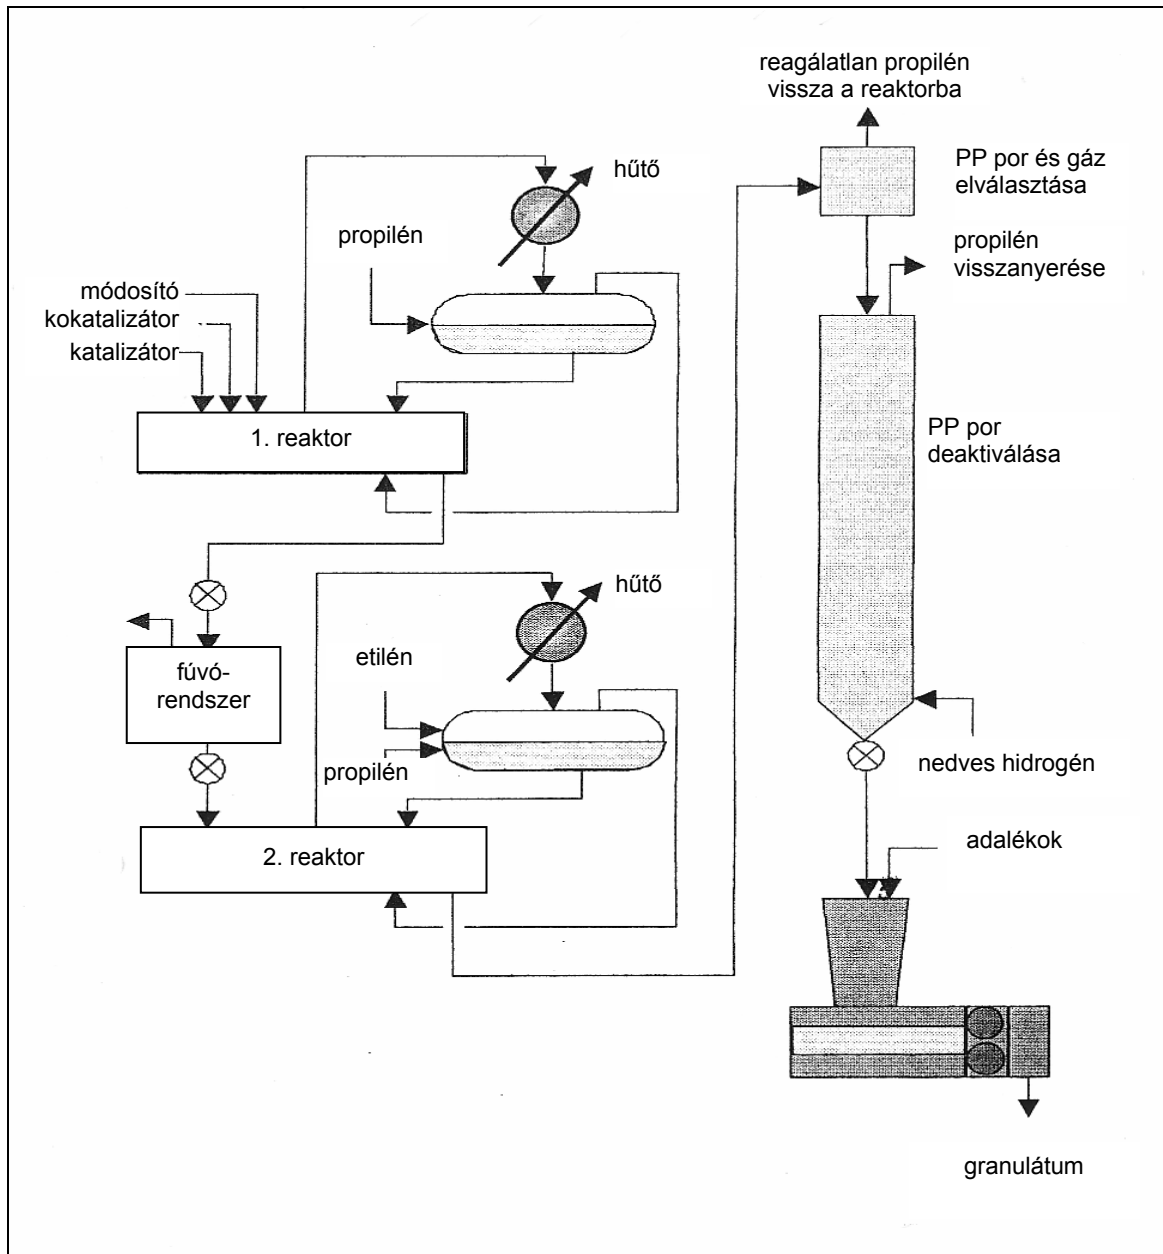 reagálatlan propilén
vissza a reaktorba
hűtő
PP por és gáz
elválasztása
propilén
propilén
visszanyerése
módosító
kokatalizátor
katalizátor
1. reaktor
PP por
deaktiválása
hűtő
etilén
fúvó-
rendszer
propilén
nedves hidrogén
2. reaktor
adalékok
granulátum